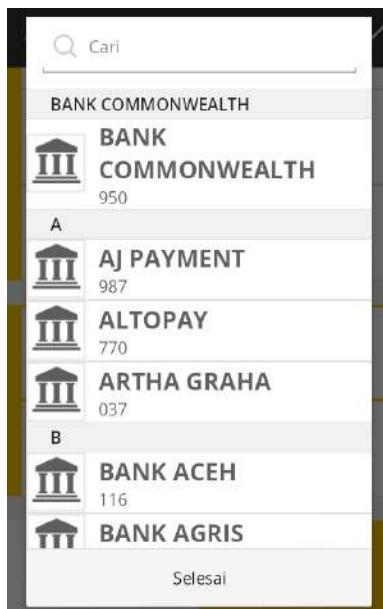 Cari
BANK COMMONWEALTH
BANK
COMMONWEALTH
950
A
AJ PAYMENT
987
ALTOPAY
770
ARTHA GRAHA
037
B
BANK ACEH
116
BANK AGRIS
Selesai